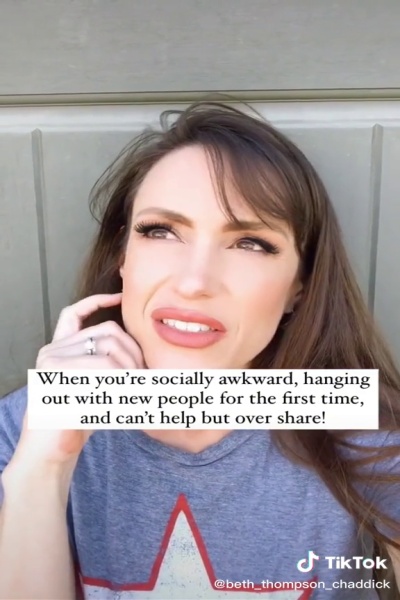 When you're socially awkward, hanging
out with new people for the first time,
and can't help but over share!
TikTok
@beth_thompson_chaddick